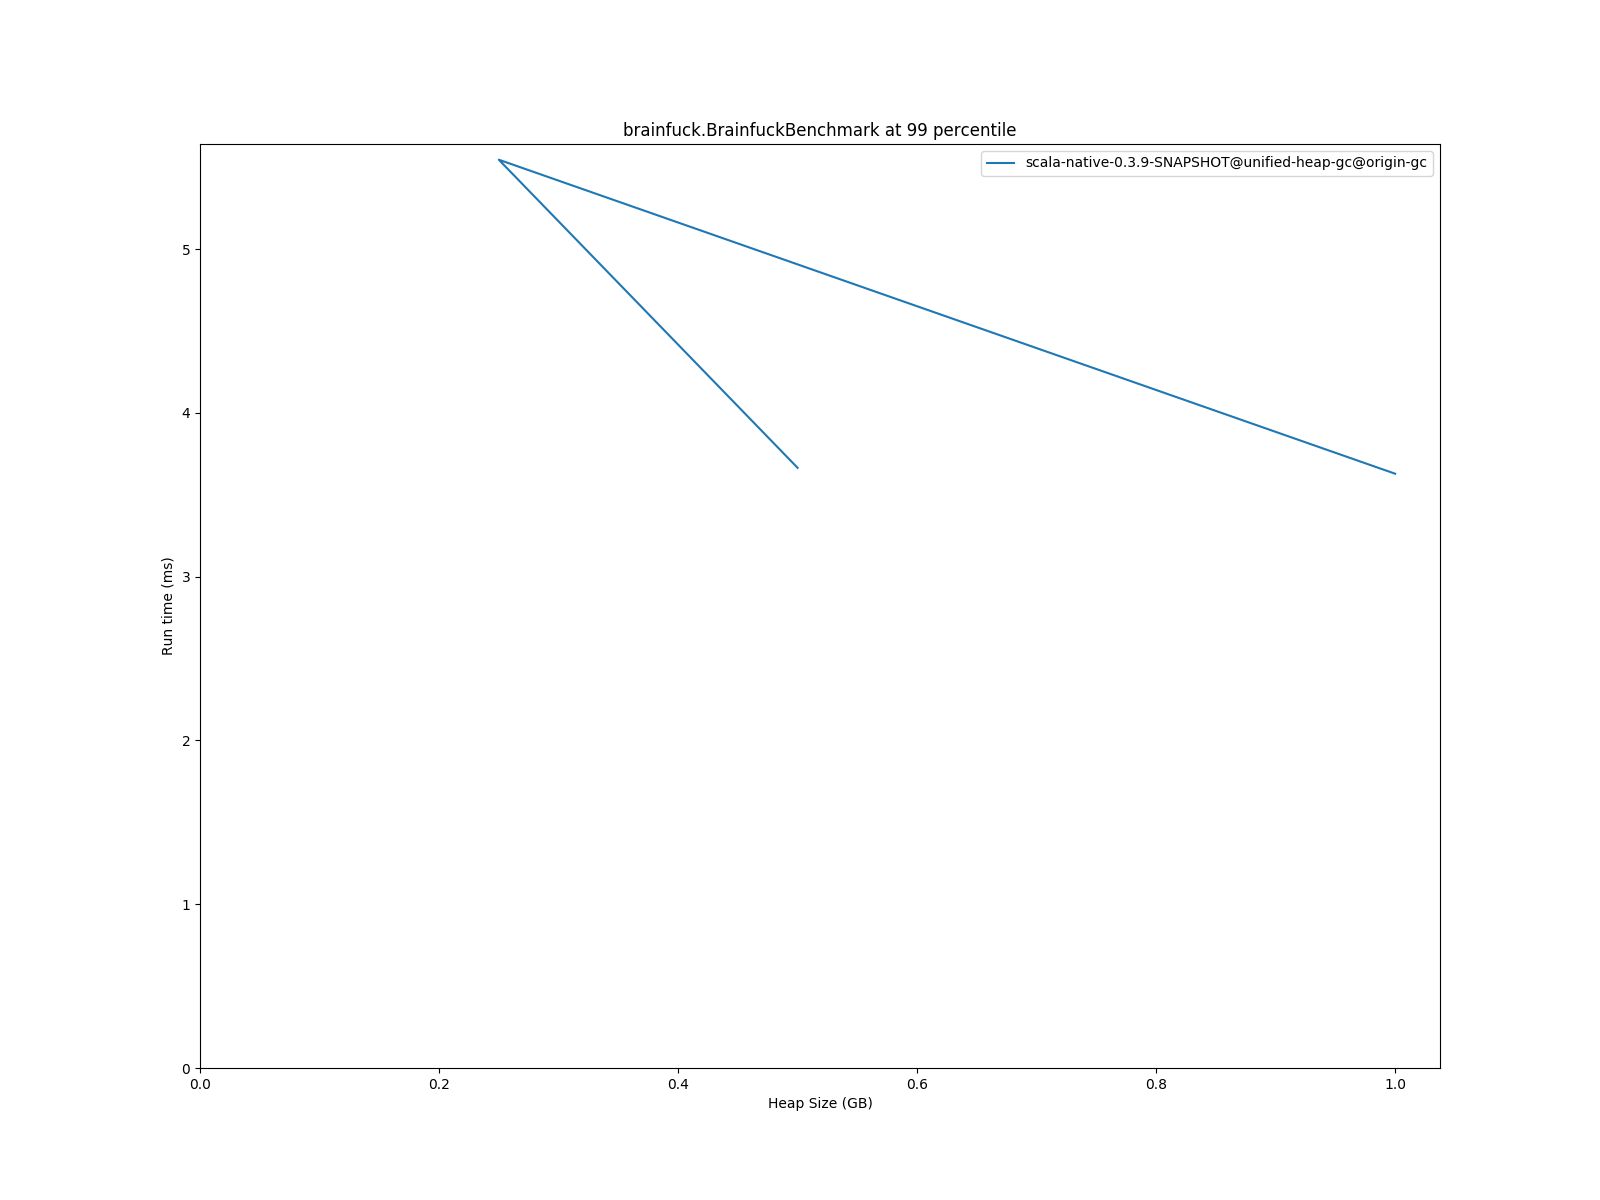 brainfuck.BrainfuckBenchmark at 99 percentile
scala-native-0.3.9-SNAPSHOT@unified-heap-gc@origin-gc
5
4
3
2
1
0
Run time (ms)
0.0 0.2 0.4 0.6 0.8 1.0
Heap Size (GB)